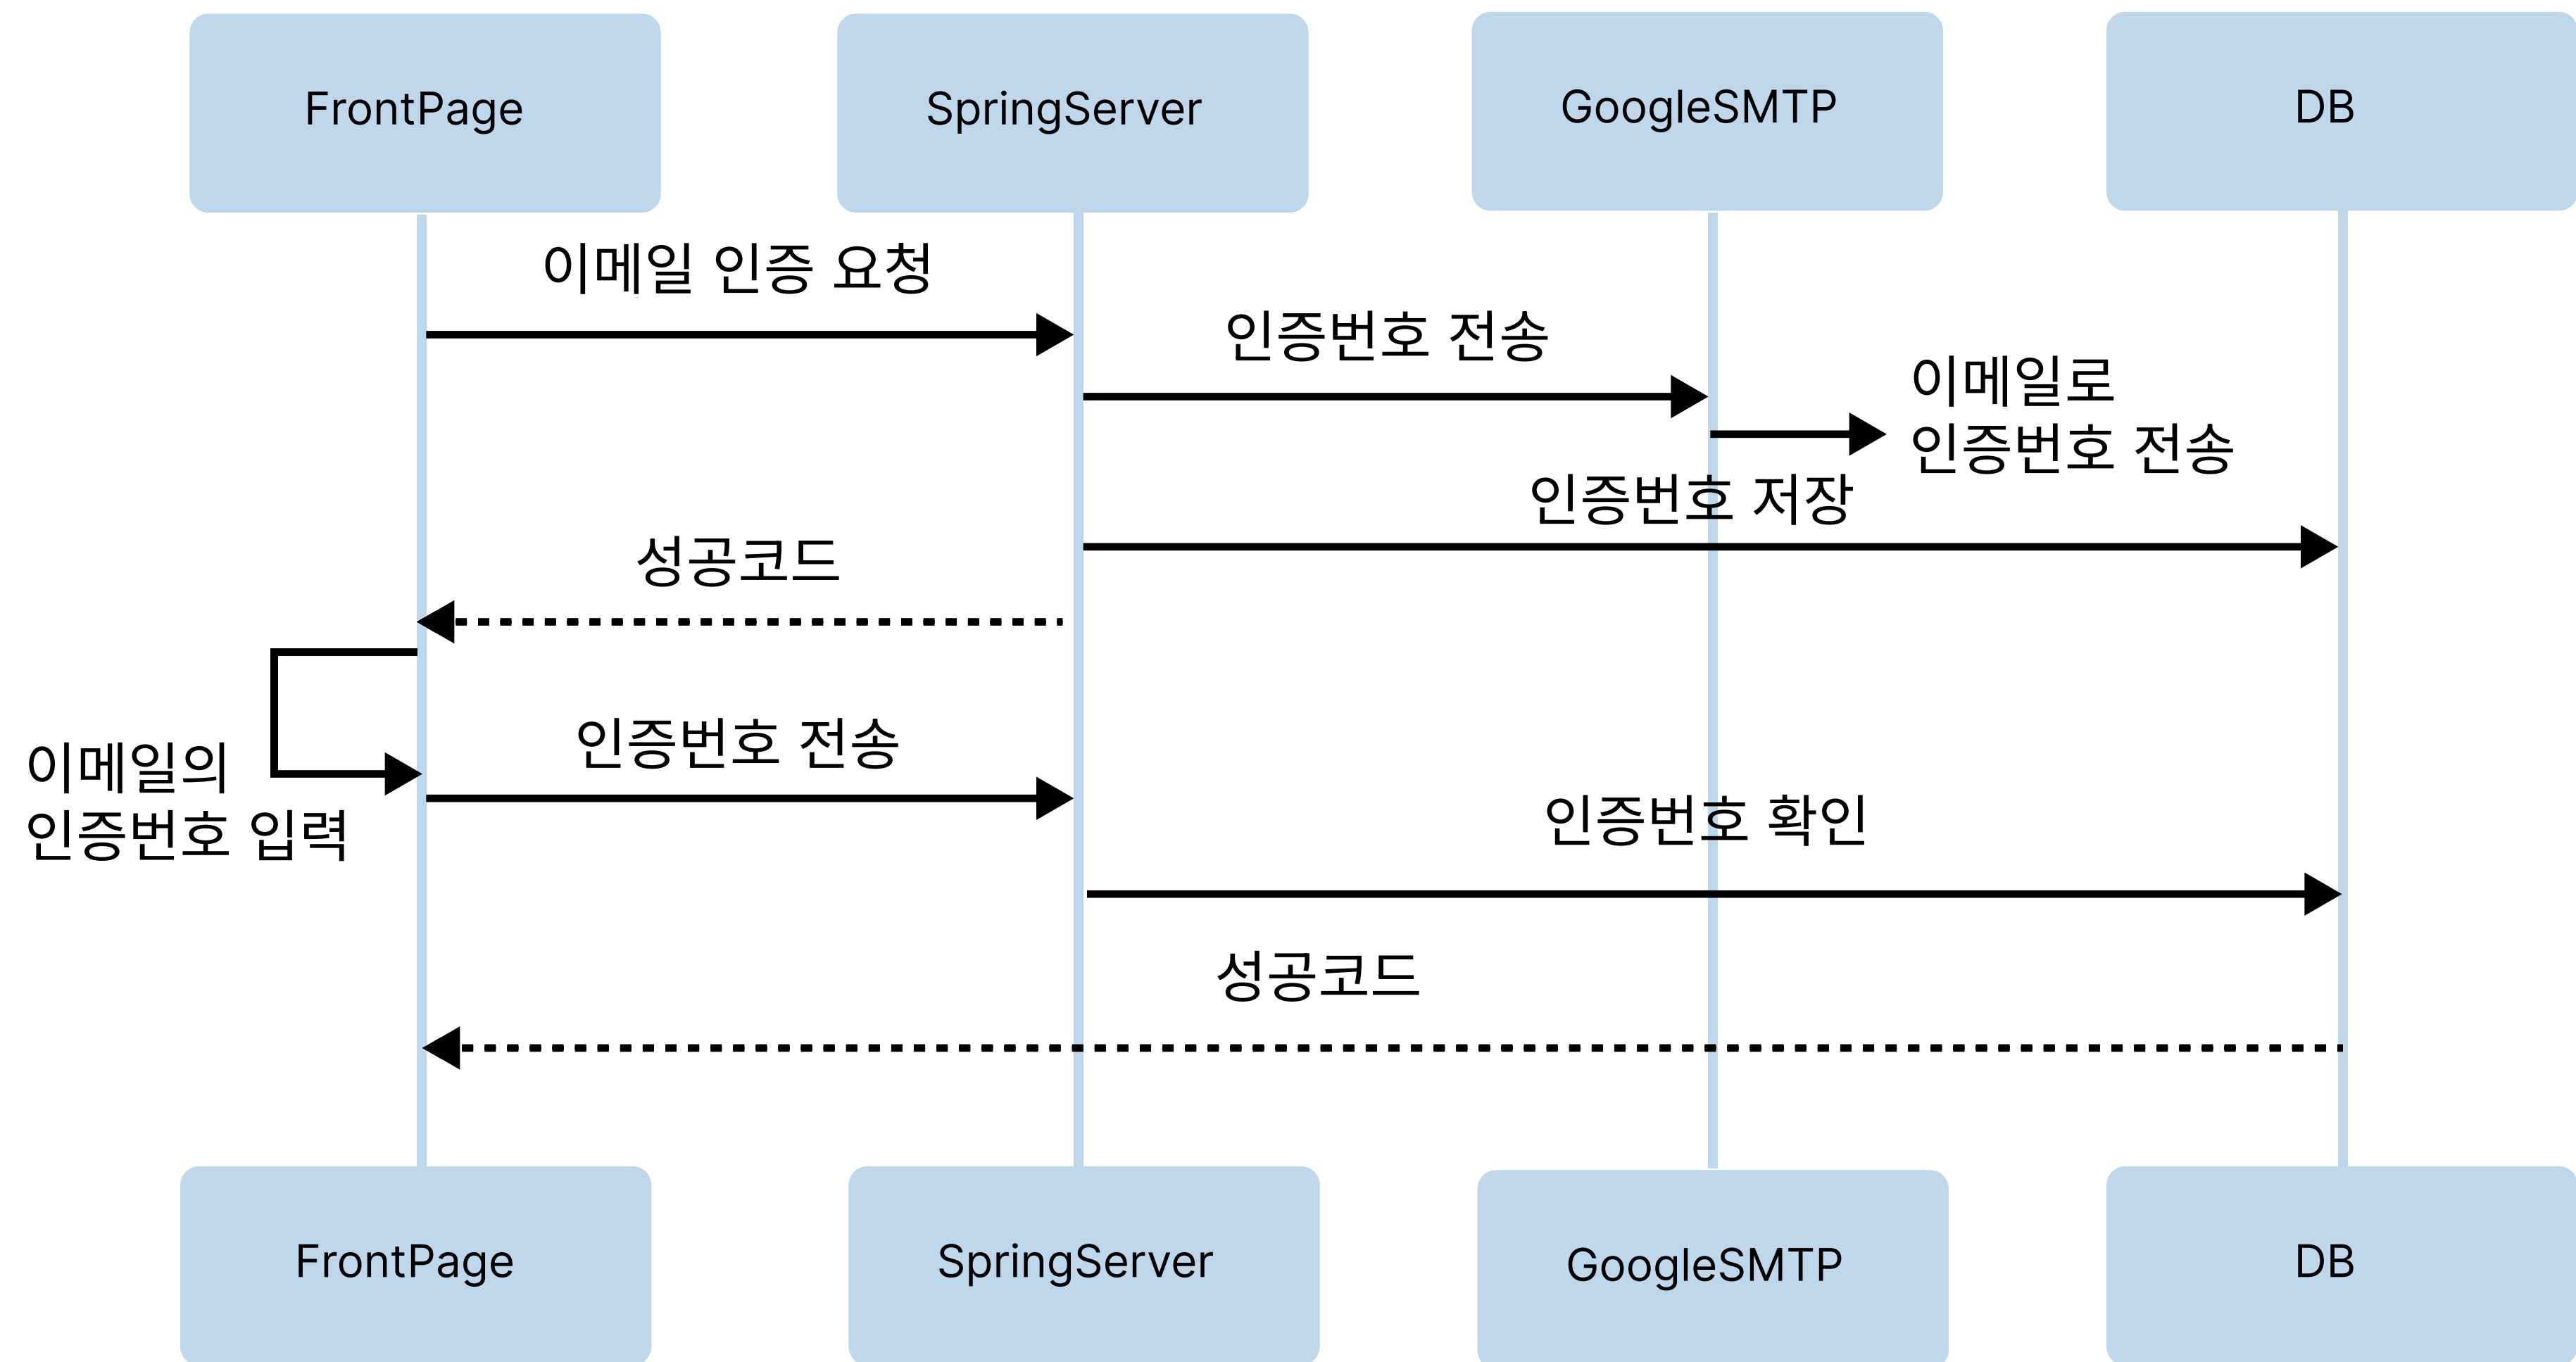 FrontPage
SpringServer
GoogleSMTP
DB
이메일 인증 요청
인증번호 전송
이메일로
인증번호 전송
인증번호 저장
성공코드
이메일의
인증번호 입력
인증번호 전송
인증번호 확인
성공코드
FrontPage
SpringServer
GoogleSMTP
DB